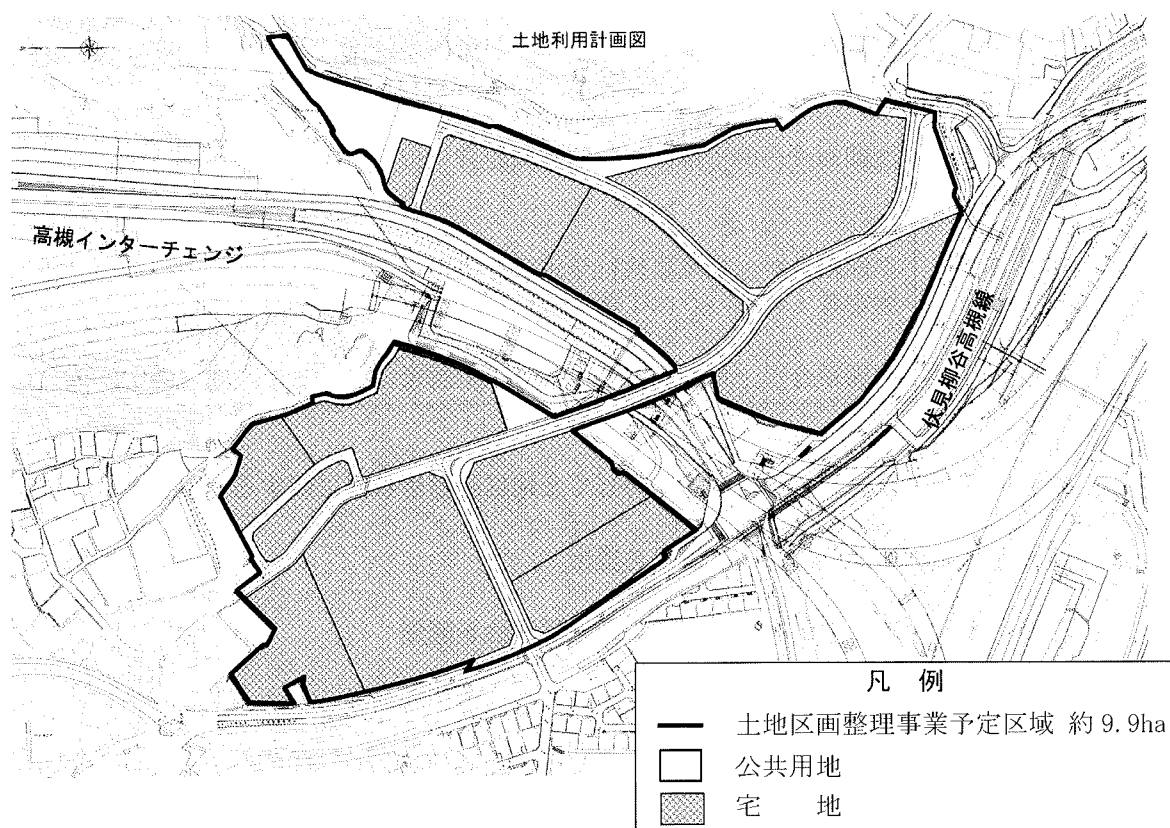 土地利用計画図
高槻インターチェンジ
伏見柳谷高槻線
凡 例
土地区画整理事業予定区域 約9.9ha
公共用地
宅 地